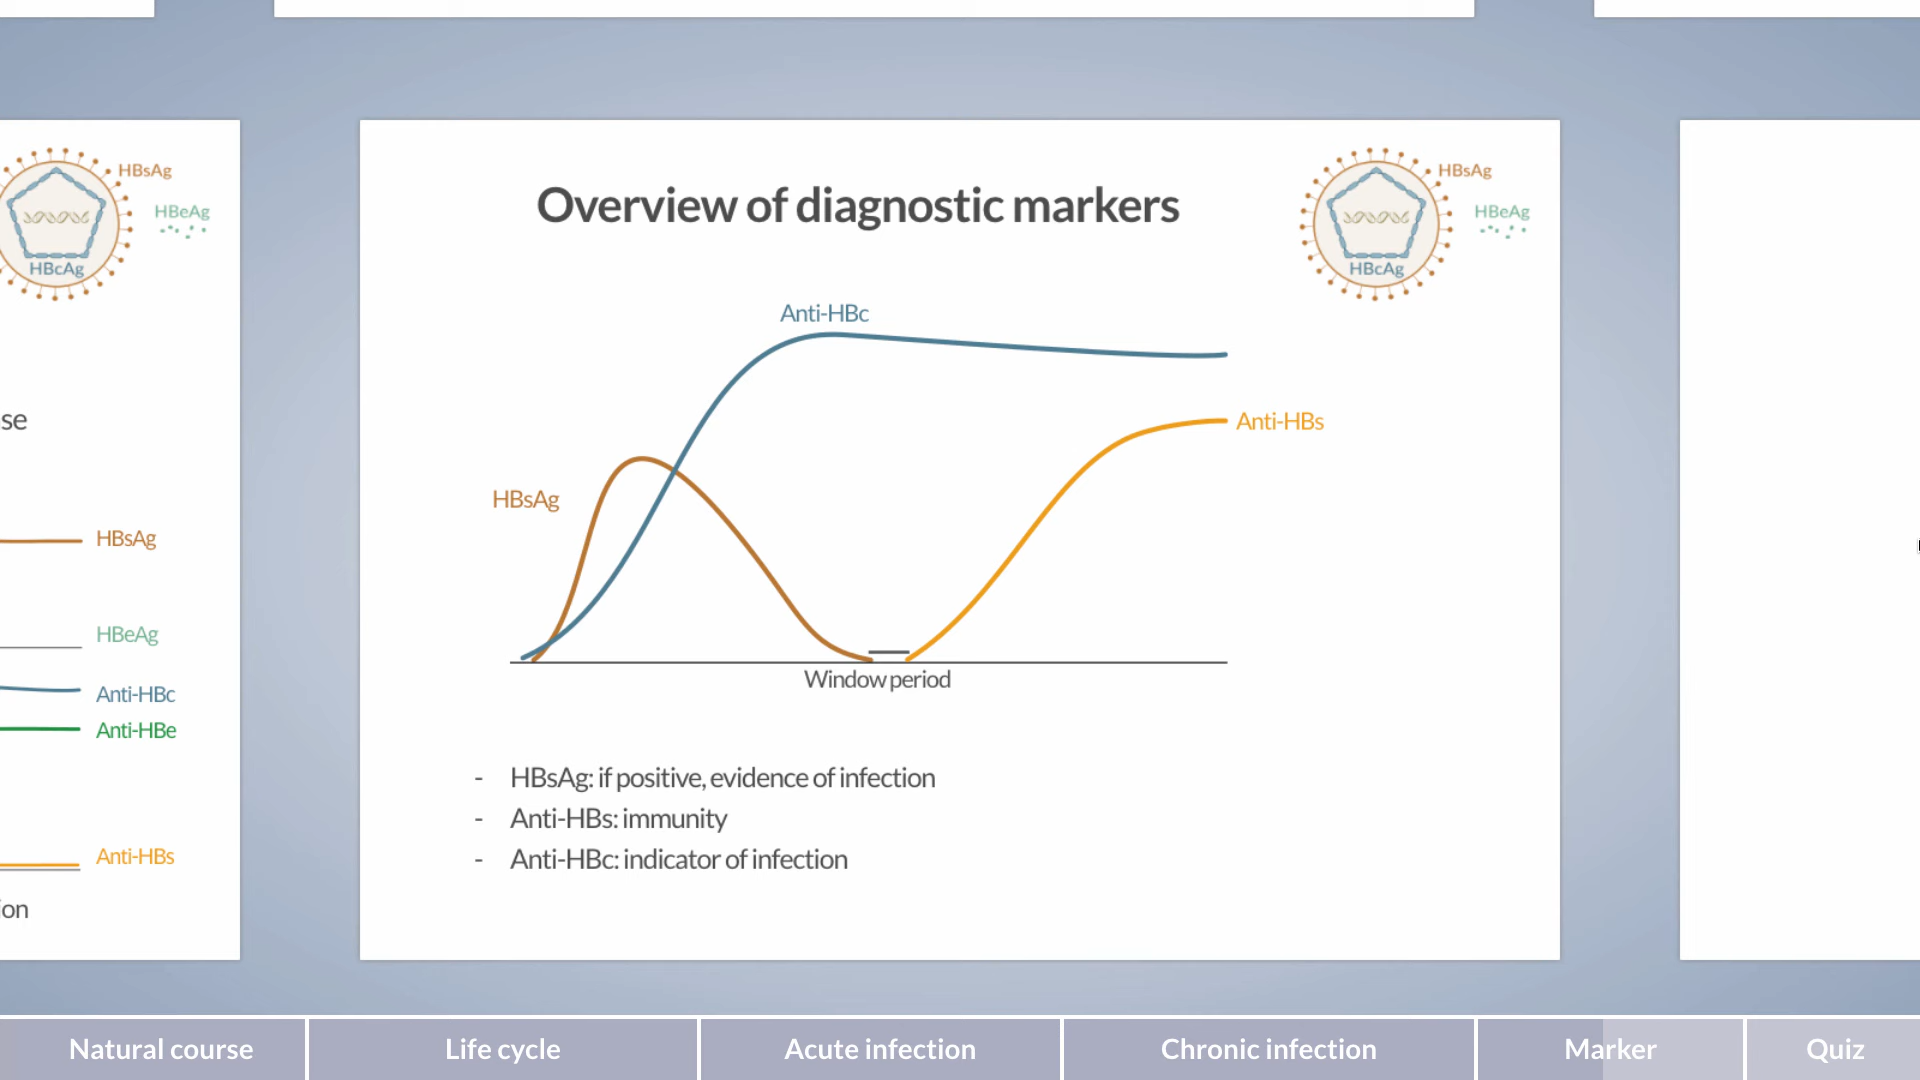 HBsAg
HBeAg
HBcAg
se
HBsAg
HBeAg
Anti-HBc
Anti-HBe
Anti-HBs
ion
Overview of diagnostic markers
HBsAg
HBeAg
HBcAg
Anti-HBc
Anti-HBs
HBsAg
Window period
- HBsAg: if positive, evidence of infection
- Anti-HBs: immunity
- Anti-HBc: indicator of infection
Natural course
Life cycle
Acute infection
Chronic infection
Marker
Quiz